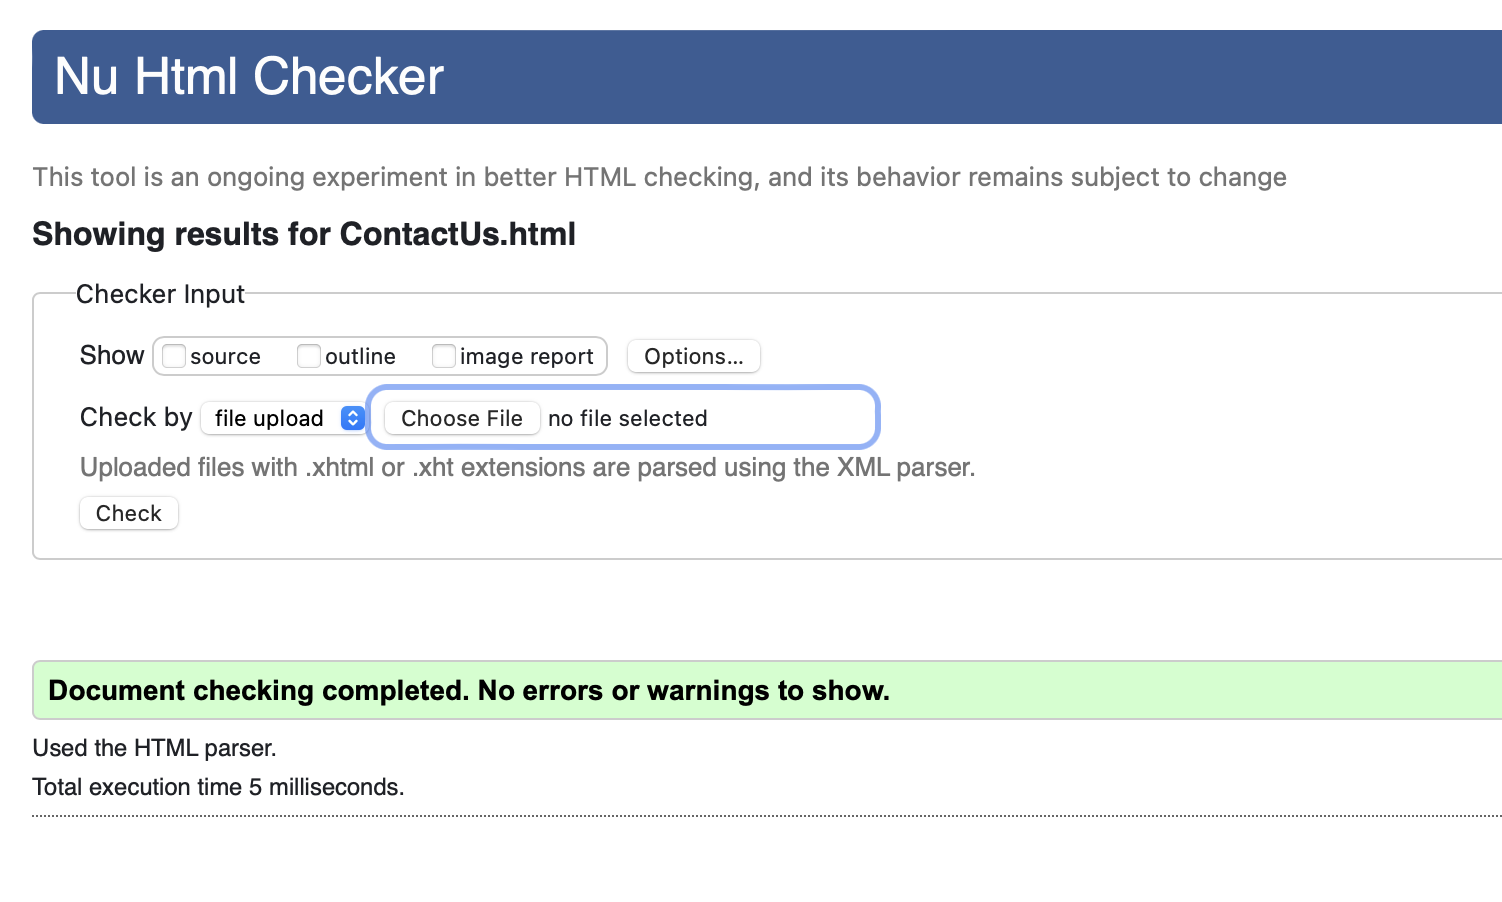 Nu Html Checker
This tool is an ongoing experiment in better HTML checking, and its behavior remains subject to change
Showing results for ContactUs.html
Checker Input
Show source outline image report Options...
Check by file upload Choose File no file selected
Uploaded files with .xhtml or .xht extensions are parsed using the XML parser.
Check
Document checking completed. No errors or warnings to show.
Used the HTML parser.
Total execution time 5 milliseconds.